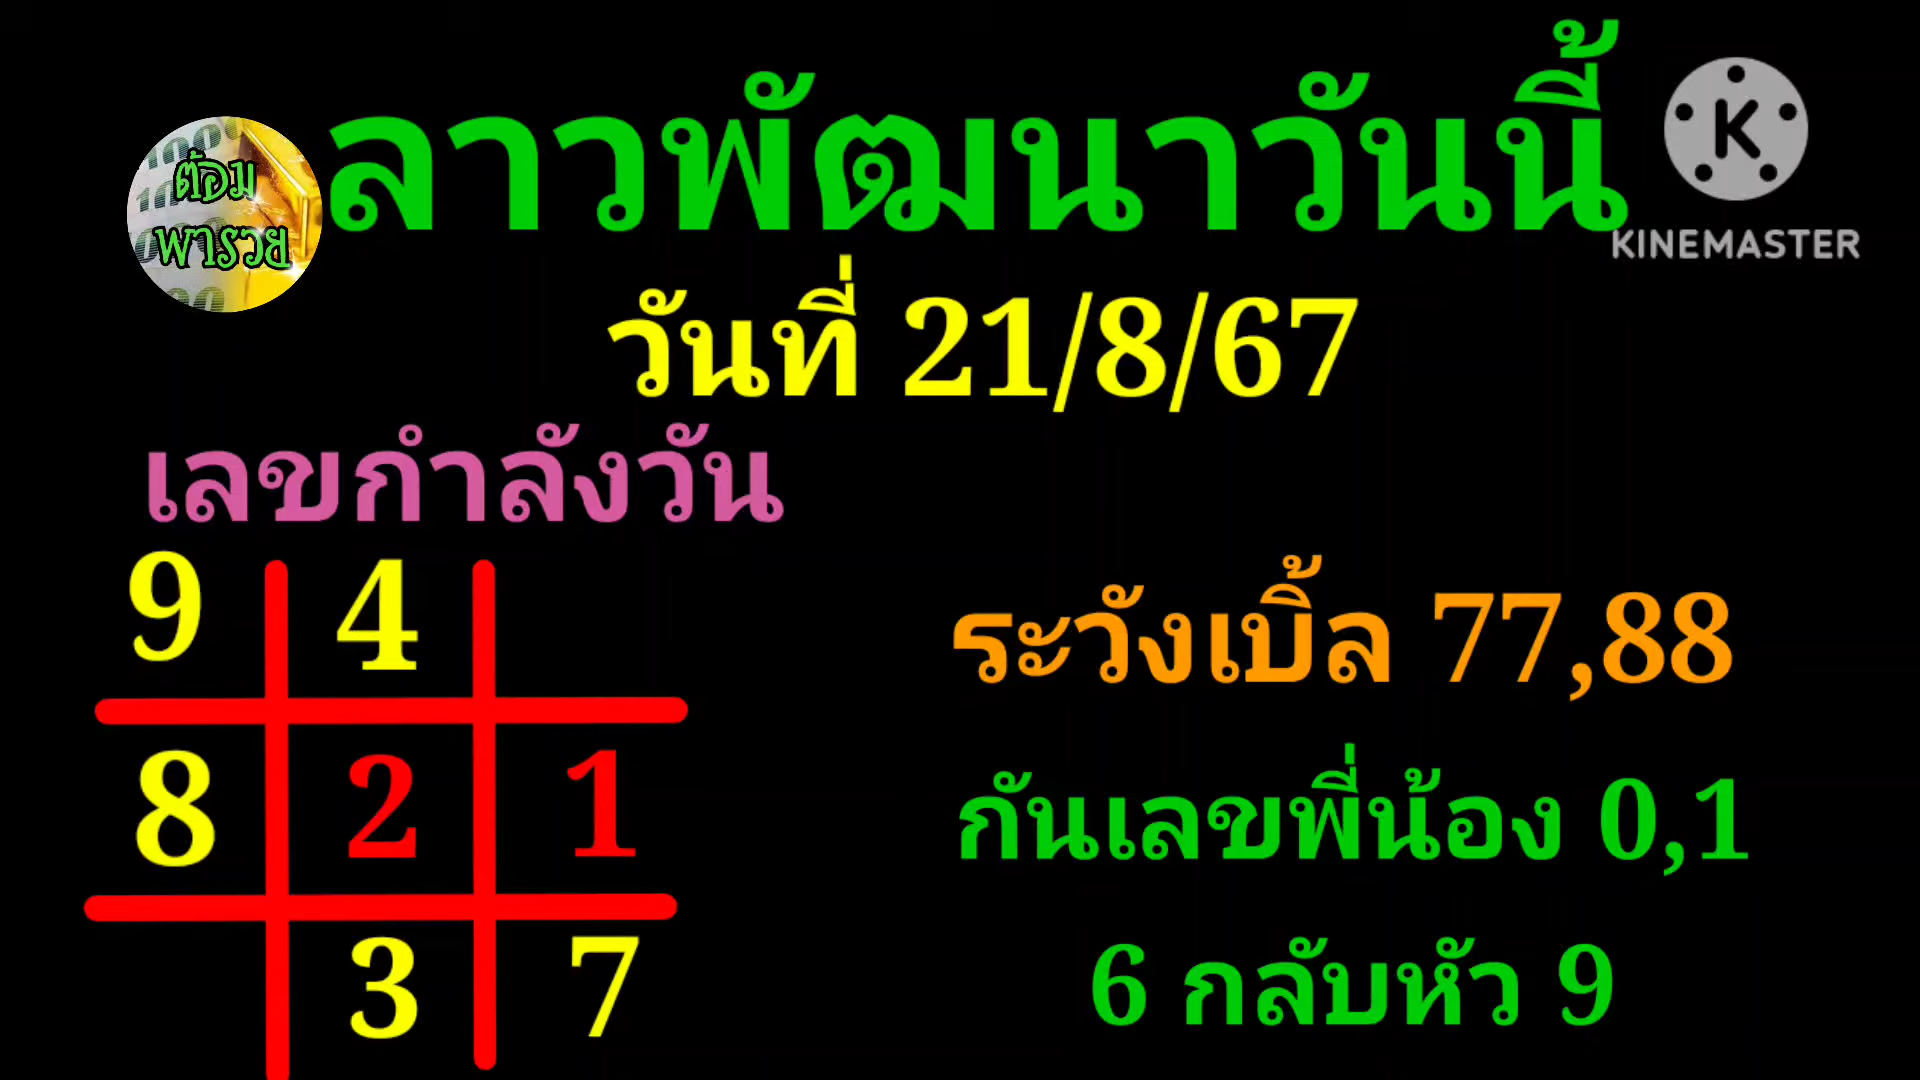 ลาวพัฒนาวันนี้
ต้อม
พารวย
KINEMASTER
วันที่ 21/8/67
เลขกำลังวัน
9 4
8 2 1
3 7
ระวังเบิ้ล 77,88
กันเลขพี่น้อง 0,1
6 กลับหัว 9